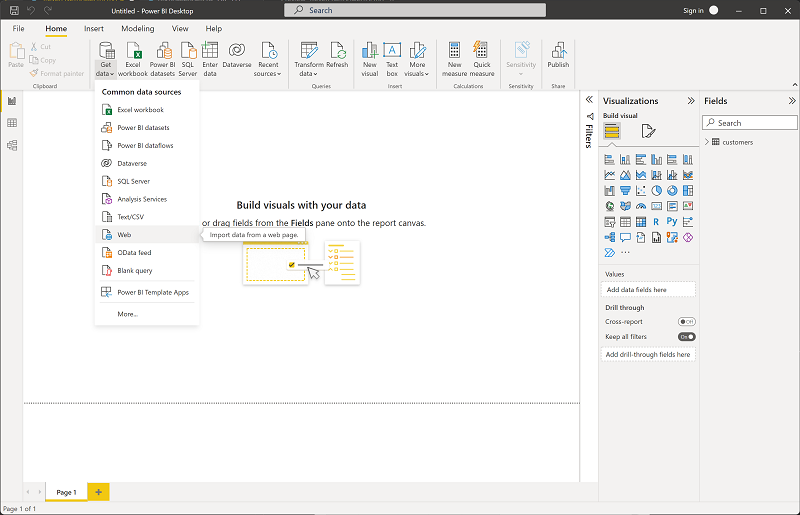 Untitled - Power BI Desktop
Search
Sign in
File
Home
Insert
Modeling
View
Help
Paste
Cut
Copy
Format painter
Clipboard
Get data
Excel workbook
Power BI datasets
SQL Server
Enter data
Dataverse
Recent sources
Transform data
Refresh
Queries
New visual
Text box
More visuals
Insert
New measure
Quick measure
Calculations
Sensitivity
Sensitivity
Publish
Share
Common data sources
Excel workbook
Power BI datasets
Power BI dataflows
Dataverse
SQL Server
Analysis Services
Text/CSV
Web
Import data from a web page.
OData feed
Blank query
Power BI Template Apps
More...
Build visuals with your data
or drag fields from the Fields pane onto the report canvas.
Filters
Visualizations
Build visual
R
Py
123
Values
Add data fields here
Drill through
Cross-report
Off
Keep all filters
On
Add drill-through fields here
Fields
Search
customers
Page 1
Page 1 of 1